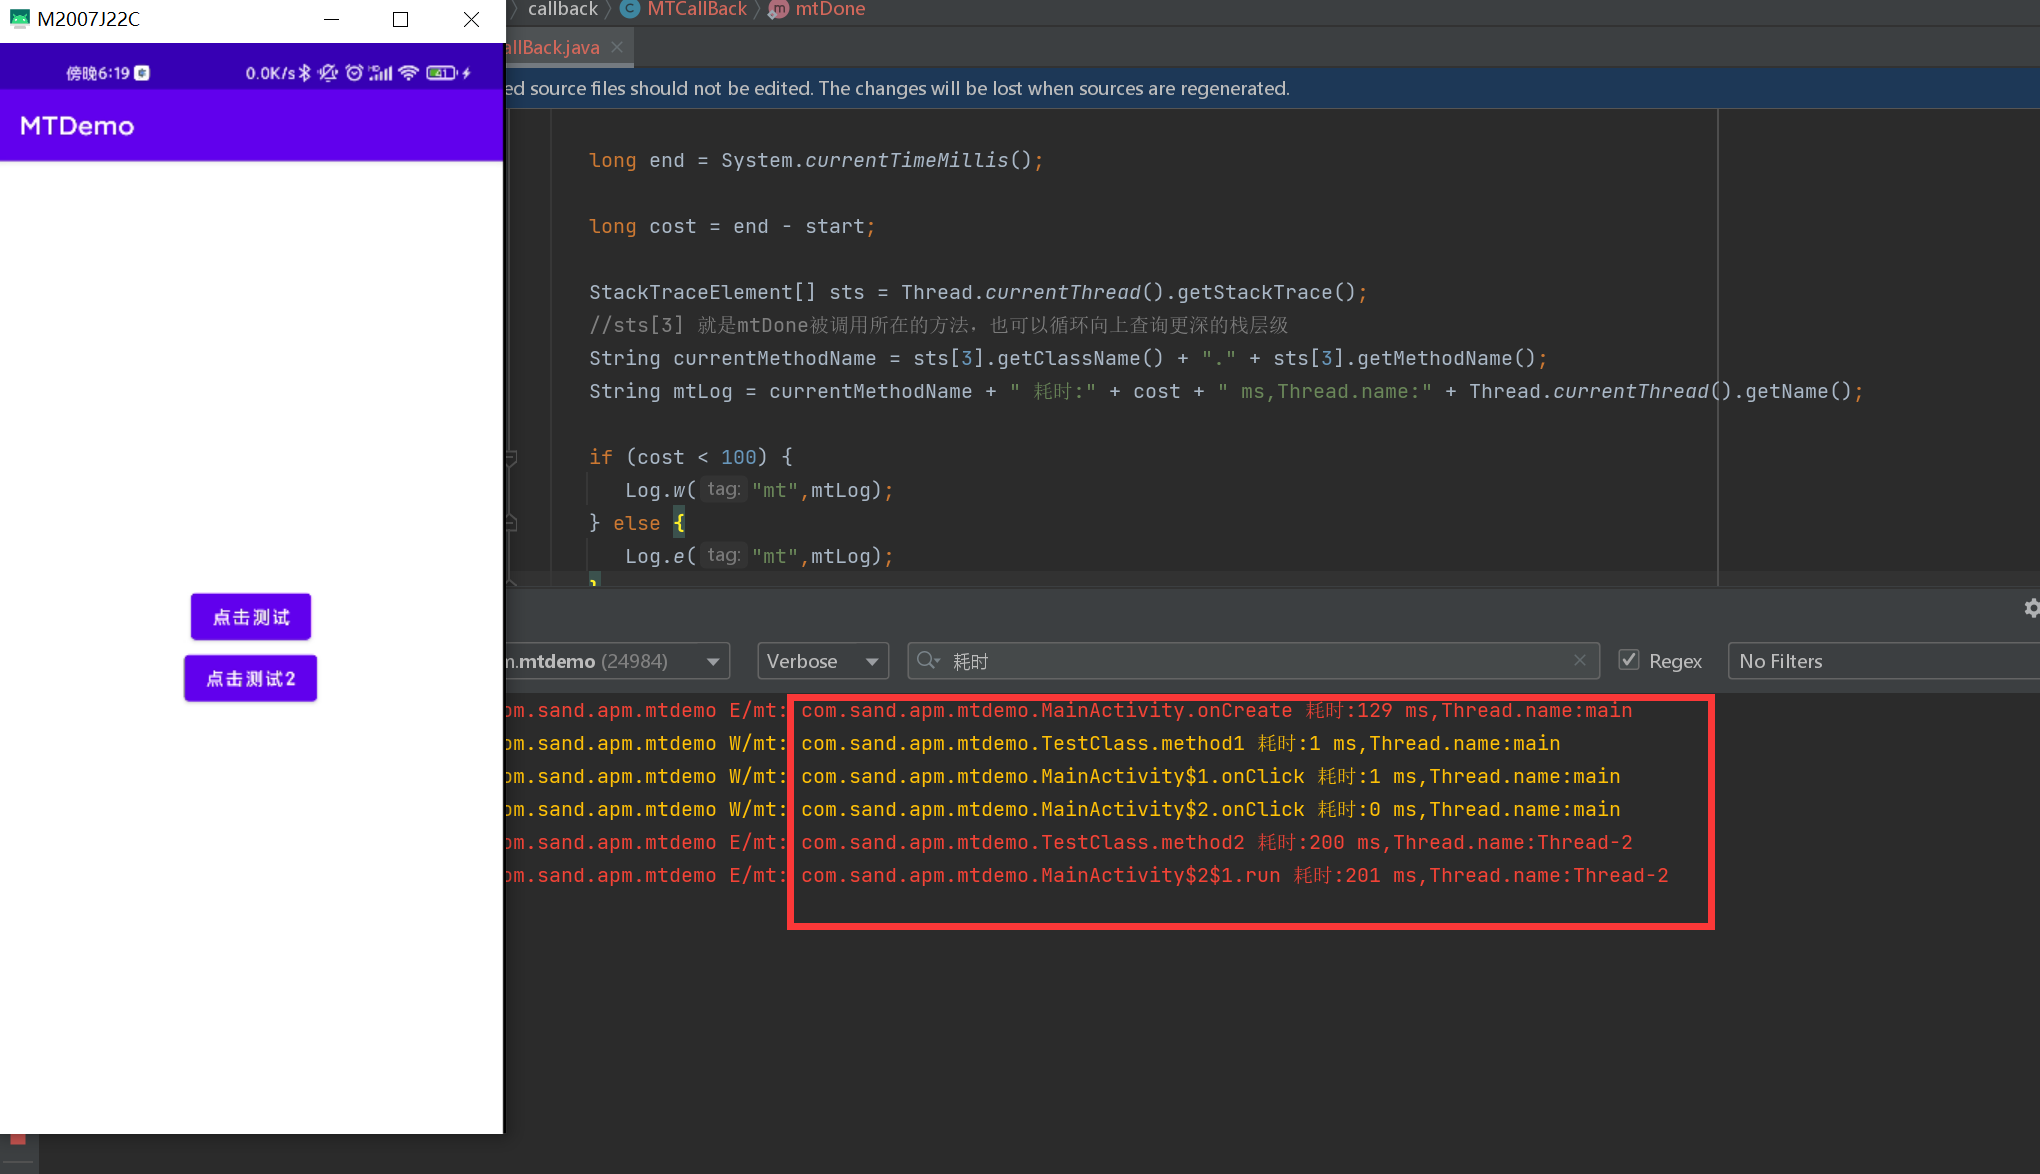 M2007J22C
傍晚6:19
0.0K/s
41
MTDemo
点击测试
点击测试2
callback
MTCallBack
mtDone
allBack.java
ed source files should not be edited. The changes will be lost when sources are regenerated.
long end = System.currentTimeMillis();
long cost = end - start;
StackTraceElement[] sts = Thread.currentThread().getStackTrace();
//sts[3] 就是mtDone被调用所在的方法，也可以循环向上查询更深的栈层级
String currentMethodName = sts[3].getClassName() + "." + sts[3].getMethodName();
String mtLog = currentMethodName + " 耗时:" + cost + " ms,Thread.name:" + Thread.currentThread().getName();
if (cost < 100) {
Log.w( tag: "mt",mtLog);
} else {
Log.e( tag: "mt",mtLog);
}
m.mtdemo (24984)
Verbose
耗时
Regex
No Filters
om.sand.apm.mtdemo E/mt: com.sand.apm.mtdemo.MainActivity.onCreate 耗时:129 ms,Thread.name:main
om.sand.apm.mtdemo W/mt: com.sand.apm.mtdemo.TestClass.method1 耗时:1 ms,Thread.name:main
om.sand.apm.mtdemo W/mt: com.sand.apm.mtdemo.MainActivity$1.onClick 耗时:1 ms,Thread.name:main
om.sand.apm.mtdemo W/mt: com.sand.apm.mtdemo.MainActivity$2.onClick 耗时:0 ms,Thread.name:main
om.sand.apm.mtdemo E/mt: com.sand.apm.mtdemo.TestClass.method2 耗时:200 ms,Thread.name:Thread-2
om.sand.apm.mtdemo E/mt: com.sand.apm.mtdemo.MainActivity$2$1.run 耗时:201 ms,Thread.name:Thread-2